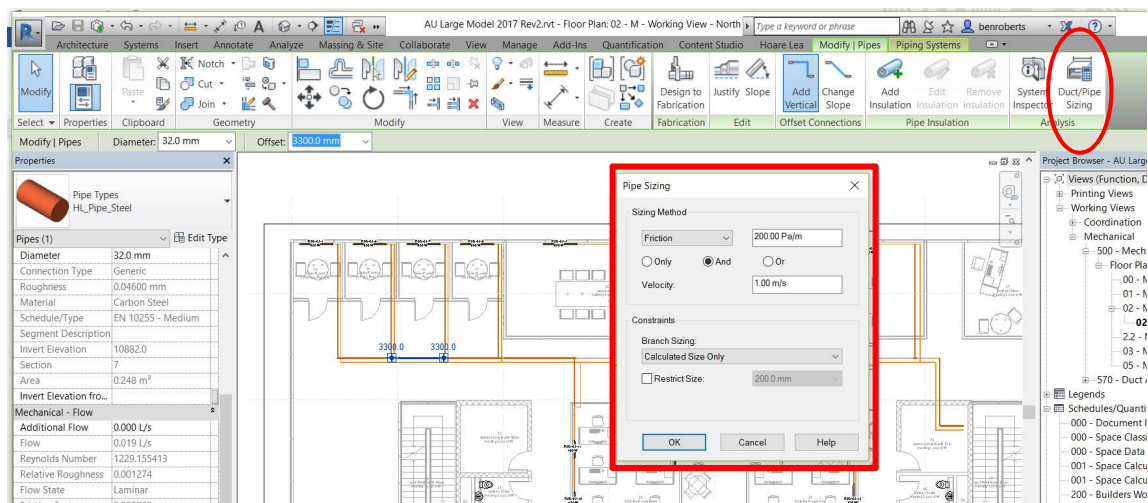 AU Large Model 2017 Rev2.rvt - Floor Plan: 02 - M - Working View - North
Type a keyword or phrase
benroberts
Architecture Systems Insert Annotate Analyze Massing & Site Collaborate View Manage Add-Ins Quantification Content Studio Hoare Lea Modify | Pipes Piping Systems
Modify
Paste
Notch
Cut
Join
Design to Fabrication
Justify Slope
Add Vertical
Change Slope
Add Insulation
Edit Insulation
Remove Insulation
System Inspector
Duct/Pipe Sizing
Select Properties Clipboard Geometry Modify View Measure Create Fabrication Edit Offset Connections Pipe Insulation Analysis
Modify | Pipes Diameter: 32.0 mm Offset: 3300.0 mm
Properties
Pipe Types
HL_Pipe_Steel
Pipes (1) Edit Type
Diameter 32.0 mm
Connection Type Generic
Roughness 0.04600 mm
Material Carbon Steel
Schedule/Type EN 10255 - Medium
Segment Description
Invert Elevation 10882.0
Section 7
Area 0.248 m²
Invert Elevation fro...
Mechanical - Flow
Additional Flow 0.000 L/s
Flow 0.019 L/s
Reynolds Number 1229.155413
Relative Roughness 0.001274
Flow State Laminar
3300.0 3300.0
Pipe Sizing
Sizing Method
Friction 200.00 Pa/m
Only And Or
Velocity: 1.00 m/s
Constraints
Branch Sizing:
Calculated Size Only
Restrict Size: 200.0 mm
OK Cancel Help
Project Browser - AU Large
Views (Function, D
Printing Views
Working Views
Coordination
Mechanical
500 - Mech
Floor Pla
00 - M
01 - M
02 - M
02
2.2 - M
03 - M
05 - M
570 - Duct
Legends
Schedules/Quanti
000 - Document I
000 - Space Class
000 - Space Data
001 - Space Calcu
001 - Space Calcu
200 - Builders